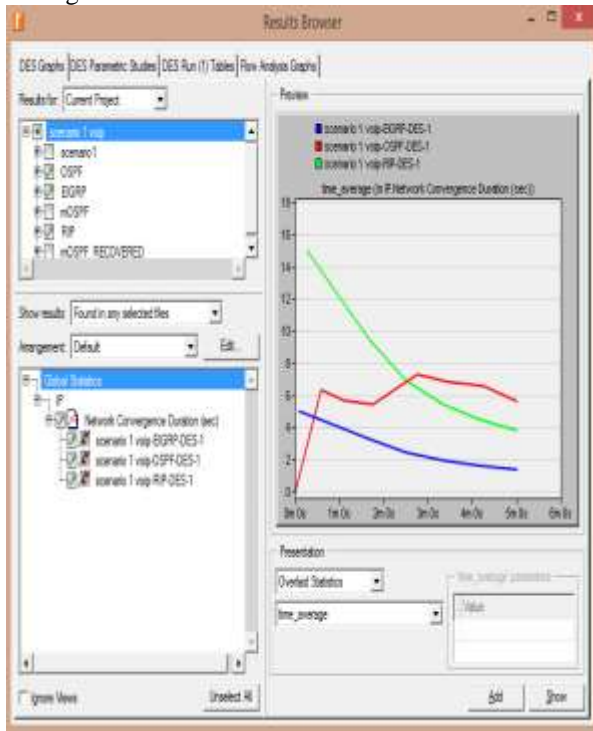 Results Browser
DES Graphs DES Parametric Studies DES Run (1) Tables Flow Analysis Graphs
Results for: Current Project
scenario 1 voip
scenario1
OSPF
EIGRP
mOSPF
RIP
mOSPF_RECOVERED
Show results: Found in any selected files
Arrangement: Default Edit...
Global Statistics
IP
Network Convergence Duration (sec)
scenario 1 voip-EIGRP-DES-1
scenario 1 voip-OSPF-DES-1
scenario 1 voip-RIP-DES-1
Ignore Views
Unselect All
Preview
scenario 1 voip-EIGRP-DES-1
scenario 1 voip-OSPF-DES-1
scenario 1 voip-RIP-DES-1
time_average (in IP.Network Convergence Duration (sec))
18
16
14
12
10
8
6
4
2
0
0m 0s 1m 0s 2m 0s 3m 0s 4m 0s 5m 0s 6m 0s
Presentation
Overlaid Statistics
time_average
time_average parameters
Value
Add Show